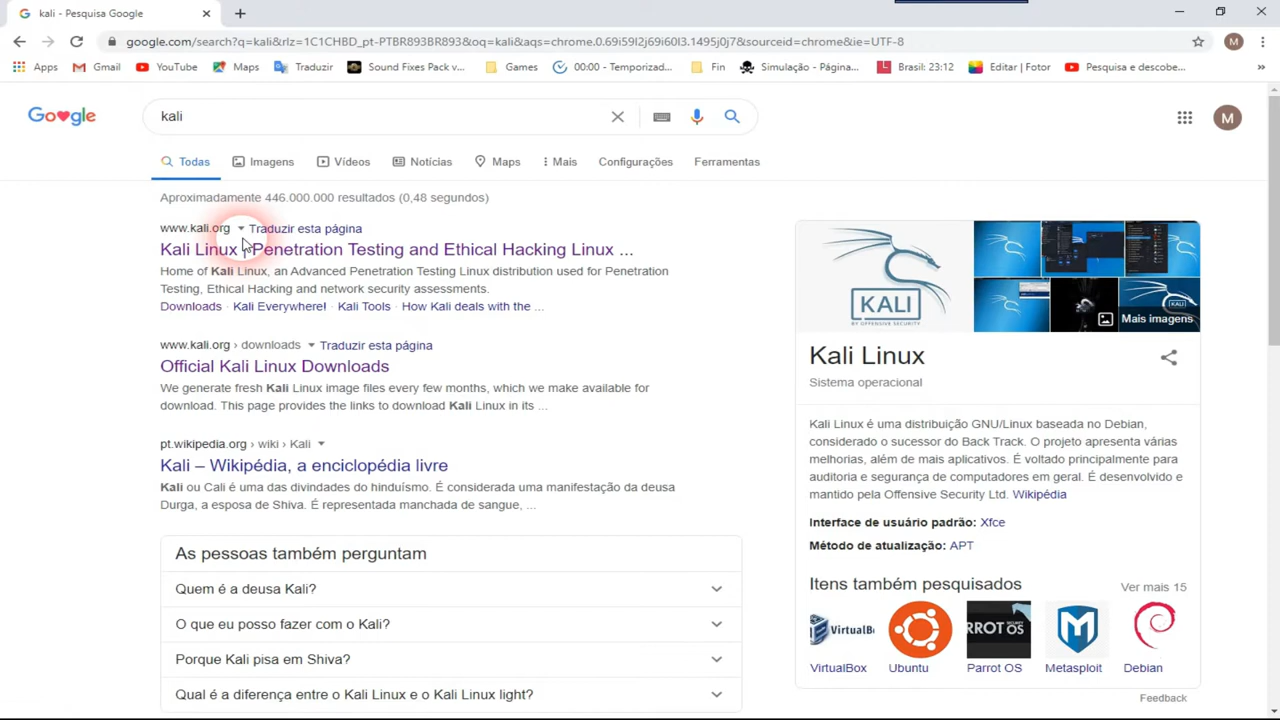 kali - Pesquisa Google
google.com/search?q=kali&rlz=1C1CHBD_pt-PTBR893BR893&oq=kali&aqs=chrome.0.69i59l2j69i60l3.1495j0j7&sourceid=chrome&ie=UTF-8
M
Apps Gmail YouTube Maps Traduzir Sound Fixes Pack v... Games 00:00 - Temporizad... Fin Simulação - Págin... Brasil: 23:12 Editar | Fotor Pesquisa e descobe... »
Google
kali
M
Todas Imagens Vídeos Notícias Maps Mais Configurações Ferramentas
Aproximadamente 446.000.000 resultados (0,48 segundos)
www.kali.org Traduzir esta página
Kali Linux Penetration Testing and Ethical Hacking Linux ...
Home of Kali Linux, an Advanced Penetration Testing Linux distribution used for Penetration
Testing, Ethical Hacking and network security assessments.
Downloads · Kali Everywhere! · Kali Tools · How Kali deals with the ...
www.kali.org › downloads Traduzir esta página
Official Kali Linux Downloads
We generate fresh Kali Linux image files every few months, which we make available for
download. This page provides the links to download Kali Linux in its ...
pt.wikipedia.org › wiki › Kali
Kali – Wikipédia, a enciclopédia livre
Kali ou Cali é uma das divindades do hinduísmo. É considerada uma manifestação da deusa
Durga, a esposa de Shiva. É representada manchada de sangue, ...
As pessoas também perguntam
Quem é a deusa Kali?
O que eu posso fazer com o Kali?
Porque Kali pisa em Shiva?
Qual é a diferença entre o Kali Linux e o Kali Linux light?
KALI
BY OFFENSIVE SECURITY
KALI
Mais imagens
Kali Linux
Sistema operacional
Kali Linux é uma distribuição GNU/Linux baseada no Debian,
considerado o sucessor do Back Track. O projeto apresenta várias
melhorias, além de mais aplicativos. É voltado principalmente para
auditoria e segurança de computadores em geral. É desenvolvido e
mantido pela Offensive Security Ltd. Wikipédia
Interface de usuário padrão: Xfce
Método de atualização: APT
Itens também pesquisados
Ver mais 15
VirtualB
RROT OS
VirtualBox Ubuntu Parrot OS Metasploit Debian
Feedback